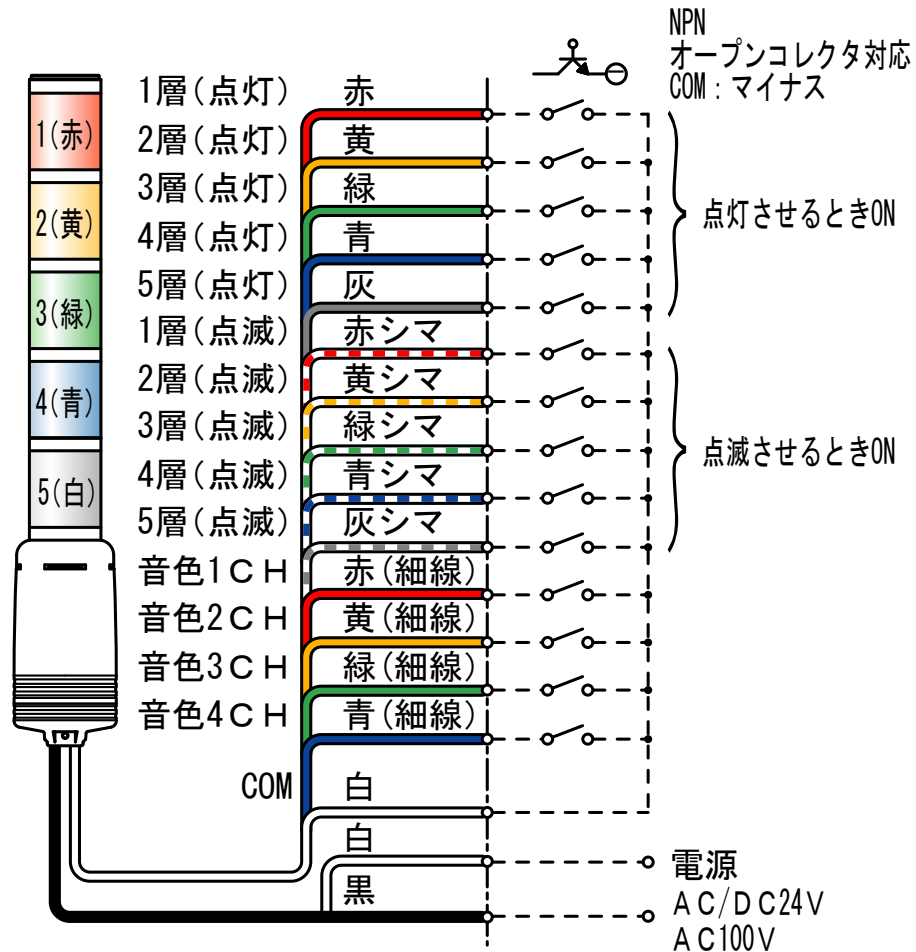 NPN
オープンコレクタ対応
COM：マイナス
1(赤)
2(黄)
3(緑)
4(青)
5(白)
1層(点灯) 赤
2層(点灯) 黄
3層(点灯) 緑
4層(点灯) 青
5層(点灯) 灰
1層(点滅) 赤シマ
2層(点滅) 黄シマ
3層(点滅) 緑シマ
4層(点滅) 青シマ
5層(点滅) 灰シマ
音色1ＣＨ 赤(細線)
音色2ＣＨ 黄(細線)
音色3ＣＨ 緑(細線)
音色4ＣＨ 青(細線)
COM 白
白
黒
点灯させるときON
点滅させるときON
電源
ＡＣ/ＤＣ24Ｖ
ＡＣ100Ｖ